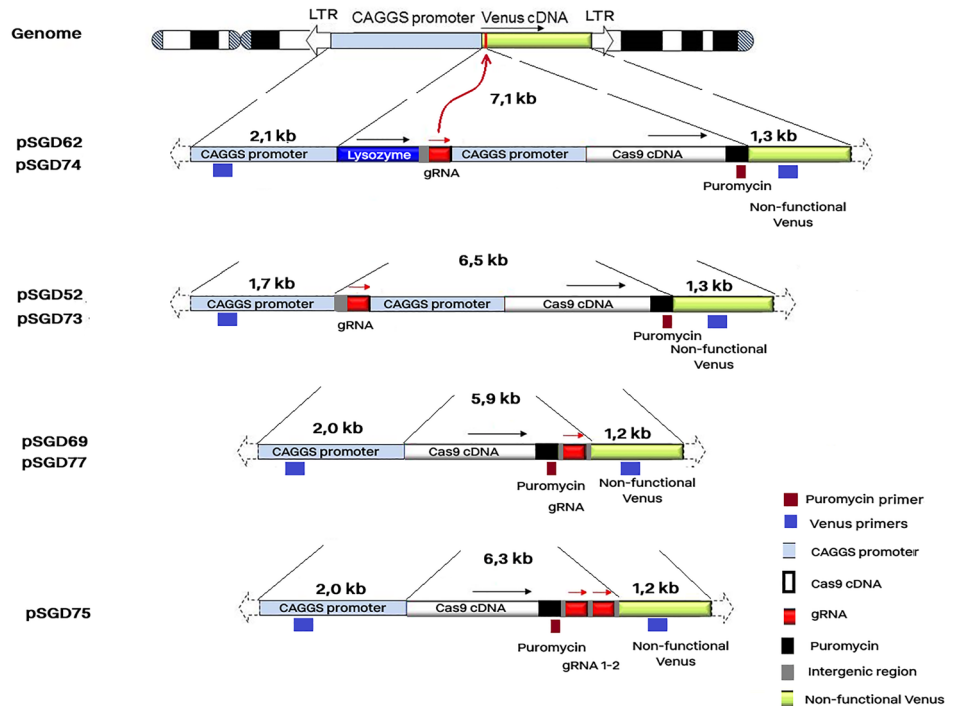 LTR CAGGS promoter Venus cDNA LTR
Genome
7,1 kb
pSGD62
pSGD74
2,1 kb 1,3 kb
CAGGS promoter Lysozyme CAGGS promoter Cas9 cDNA
gRNA
Puromycin
Non-functional
Venus
pSGD52
pSGD73
6,5 kb
1,7 kb 1,3 kb
CAGGS promoter CAGGS promoter Cas9 cDNA
gRNA
Puromycin
Non-functional
Venus
pSGD69
pSGD77
5,9 kb
2,0 kb 1,2 kb
CAGGS promoter Cas9 cDNA
Puromycin
gRNA
Non-functional
Venus
pSGD75
6,3 kb
2,0 kb 1,2 kb
CAGGS promoter Cas9 cDNA
Puromycin
gRNA 1-2
Non-functional
Venus
Puromycin primer
Venus primers
CAGGS promoter
Cas9 cDNA
gRNA
Puromycin
Intergenic region
Non-functional Venus